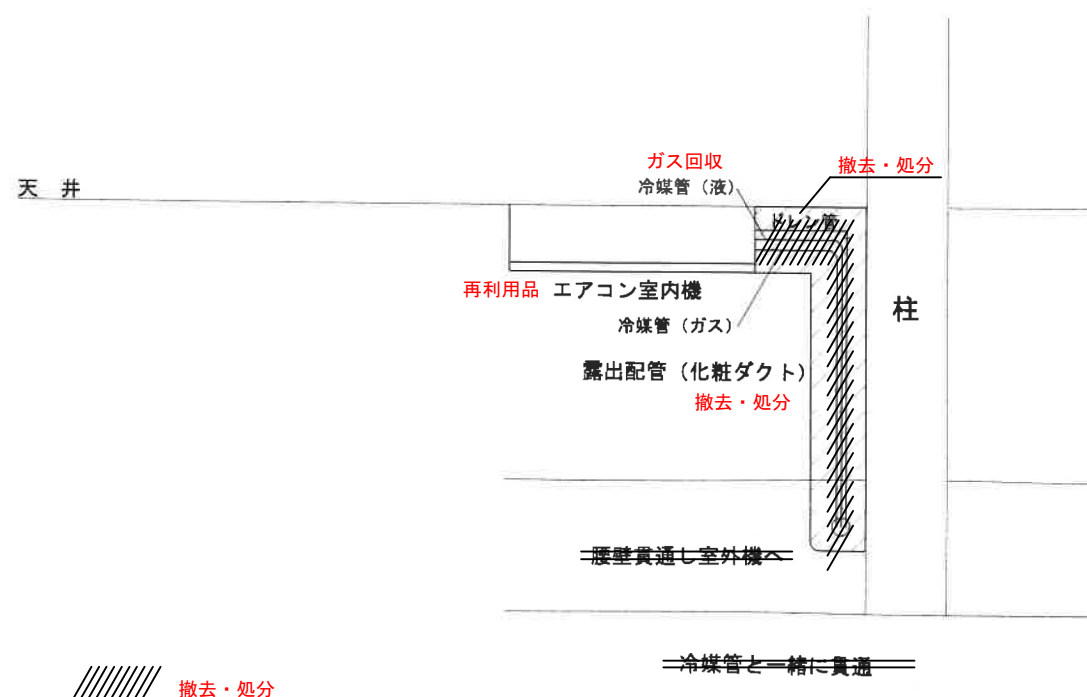 ガス回収
撤去・処分
冷媒管（液）
天　井
ドレン管
再利用品　エアコン室内機
柱
冷媒管（ガス）
露出配管（化粧ダクト）
撤去・処分
腰壁貫通し室外機へ
冷媒管と一緒に貫通
撤去・処分